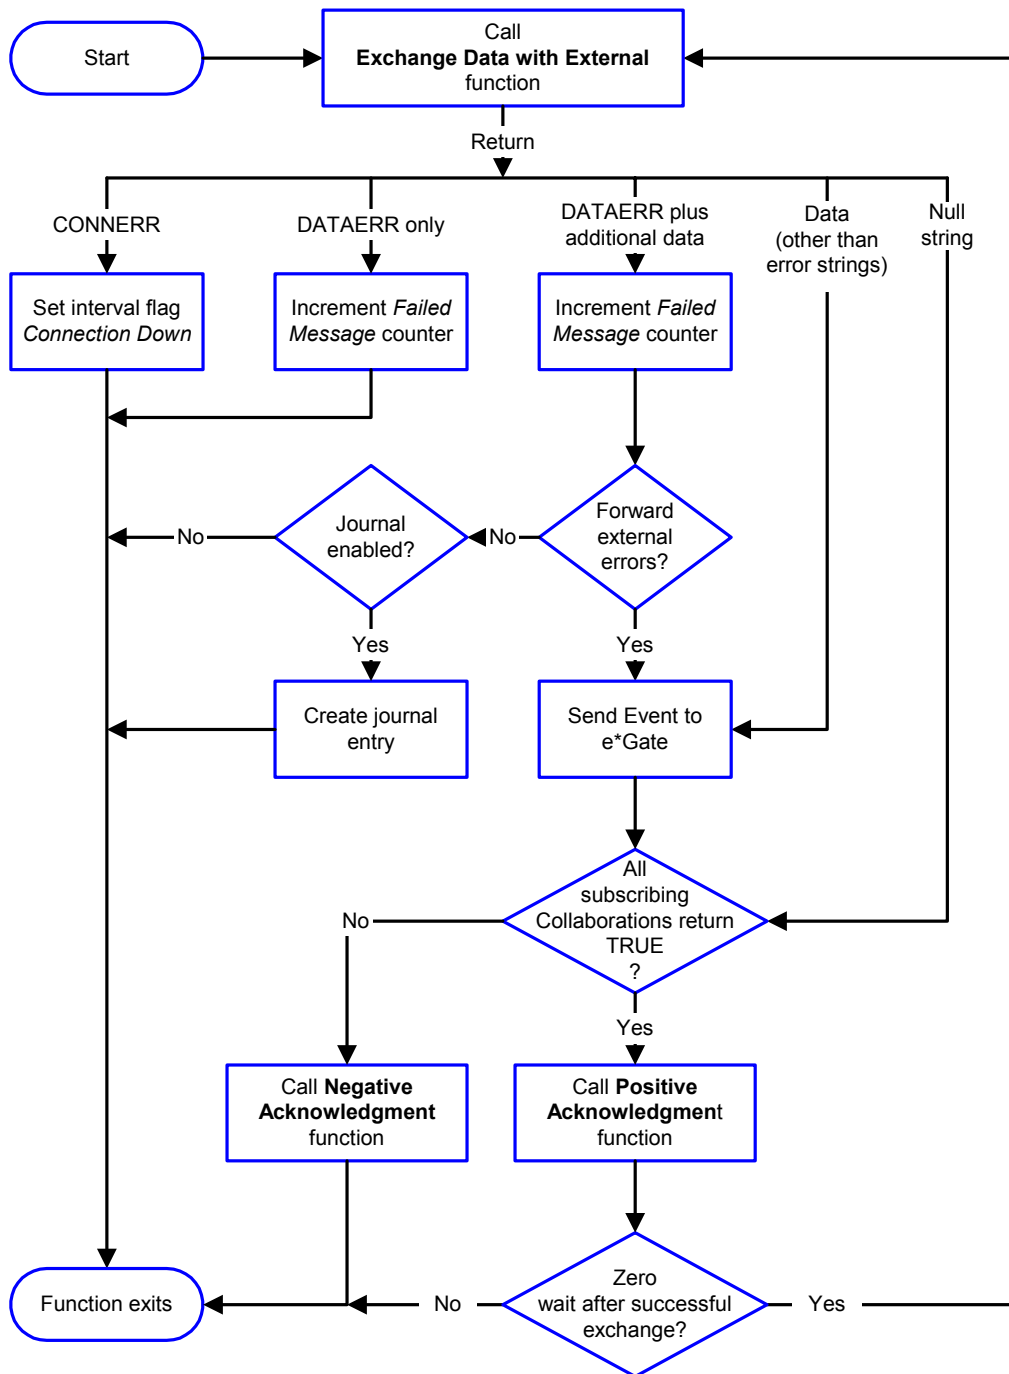 Start
Call
Exchange Data with External
function
Return
CONNERR
DATAERR only
DATAERR plus
additional data
Data
(other than
error strings)
Null
string
Set interval flag
Connection Down
Increment Failed
Message counter
Increment Failed
Message counter
Journal
enabled?
Forward
external
errors?
No
No
Yes
Yes
Create journal
entry
Send Event to
e*Gate
All
subscribing
Collaborations return
TRUE
?
No
Yes
Call Negative
Acknowledgment
function
Call Positive
Acknowledgment
function
Zero
wait after successful
exchange?
Function exits
No
Yes